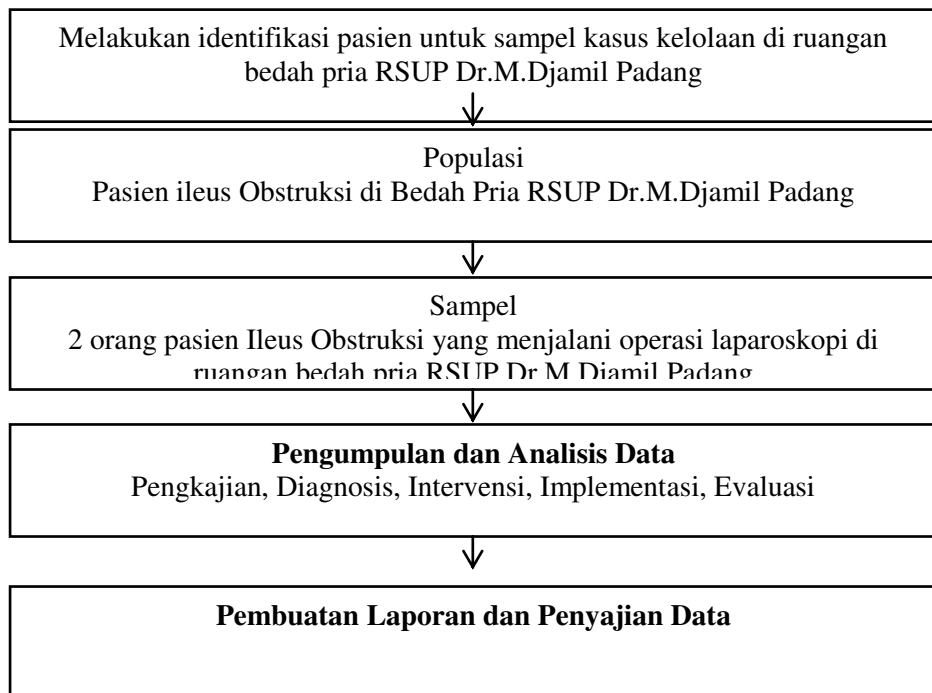 Melakukan identifikasi pasien untuk sampel kasus kelolaan di ruangan
bedah pria RSUP Dr.M.Djamil Padang
Populasi
Pasien ileus Obstruksi di Bedah Pria RSUP Dr.M.Djamil Padang
Sampel
2 orang pasien Ileus Obstruksi yang menjalani operasi laparoskopi di
ruangan bedah pria RSUP Dr.M.Djamil Padang
Pengumpulan dan Analisis Data
Pengkajian, Diagnosis, Intervensi, Implementasi, Evaluasi
Pembuatan Laporan dan Penyajian Data